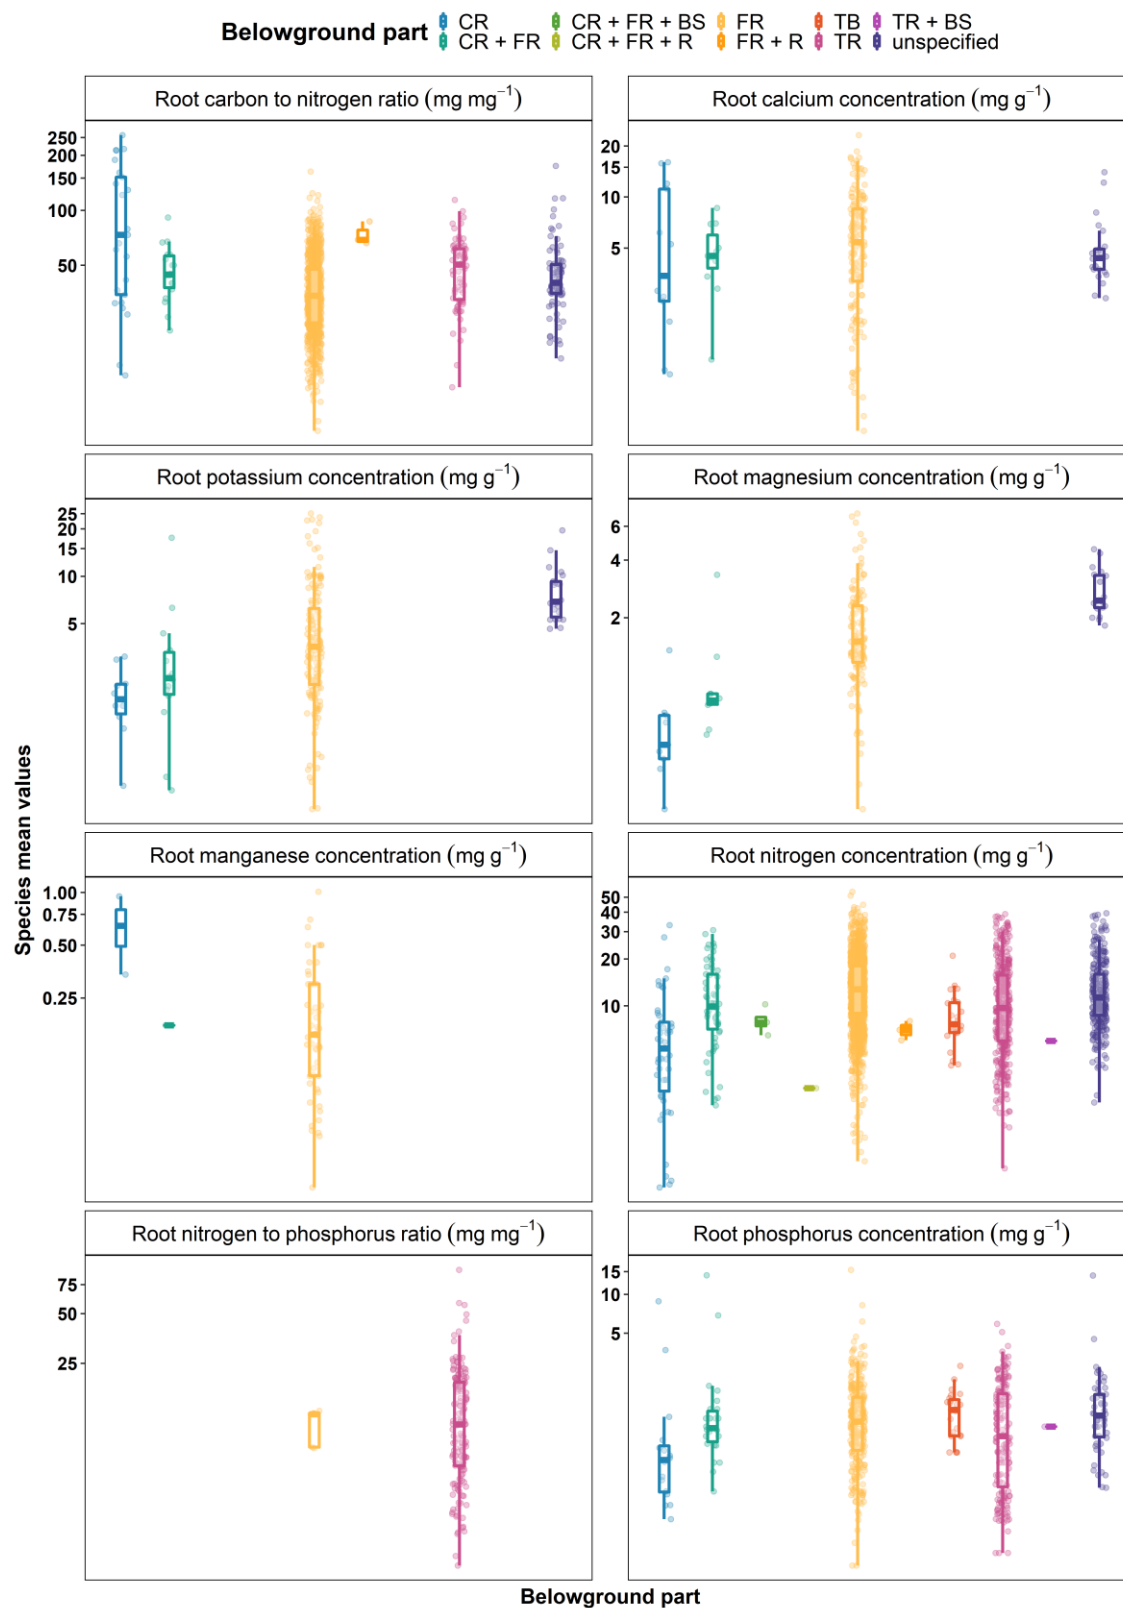 Belowground part CR CR + FR + BS FR TB TR + BS
CR + FR CR + FR + R FR + R TR unspecified
Root carbon to nitrogen ratio (mg mg⁻¹)
250
200
150
100
50
Root calcium concentration (mg g⁻¹)
20
15
10
5
Root potassium concentration (mg g⁻¹)
25
20
15
10
5
Root magnesium concentration (mg g⁻¹)
6
4
2
Species mean values
Root manganese concentration (mg g⁻¹)
1.00
0.75
0.50
0.25
Root nitrogen concentration (mg g⁻¹)
50
40
30
20
10
Root nitrogen to phosphorus ratio (mg mg⁻¹)
75
50
25
Root phosphorus concentration (mg g⁻¹)
15
10
5
Belowground part